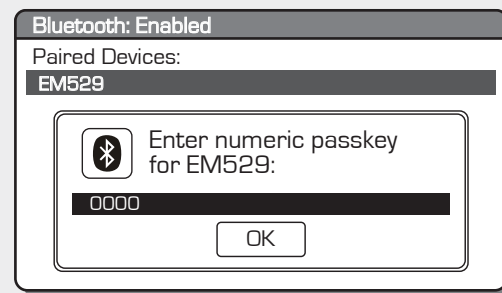 Bluetooth: Enabled
Paired Devices:
EM529
Enter numeric passkey
for EM529:
0000
OK